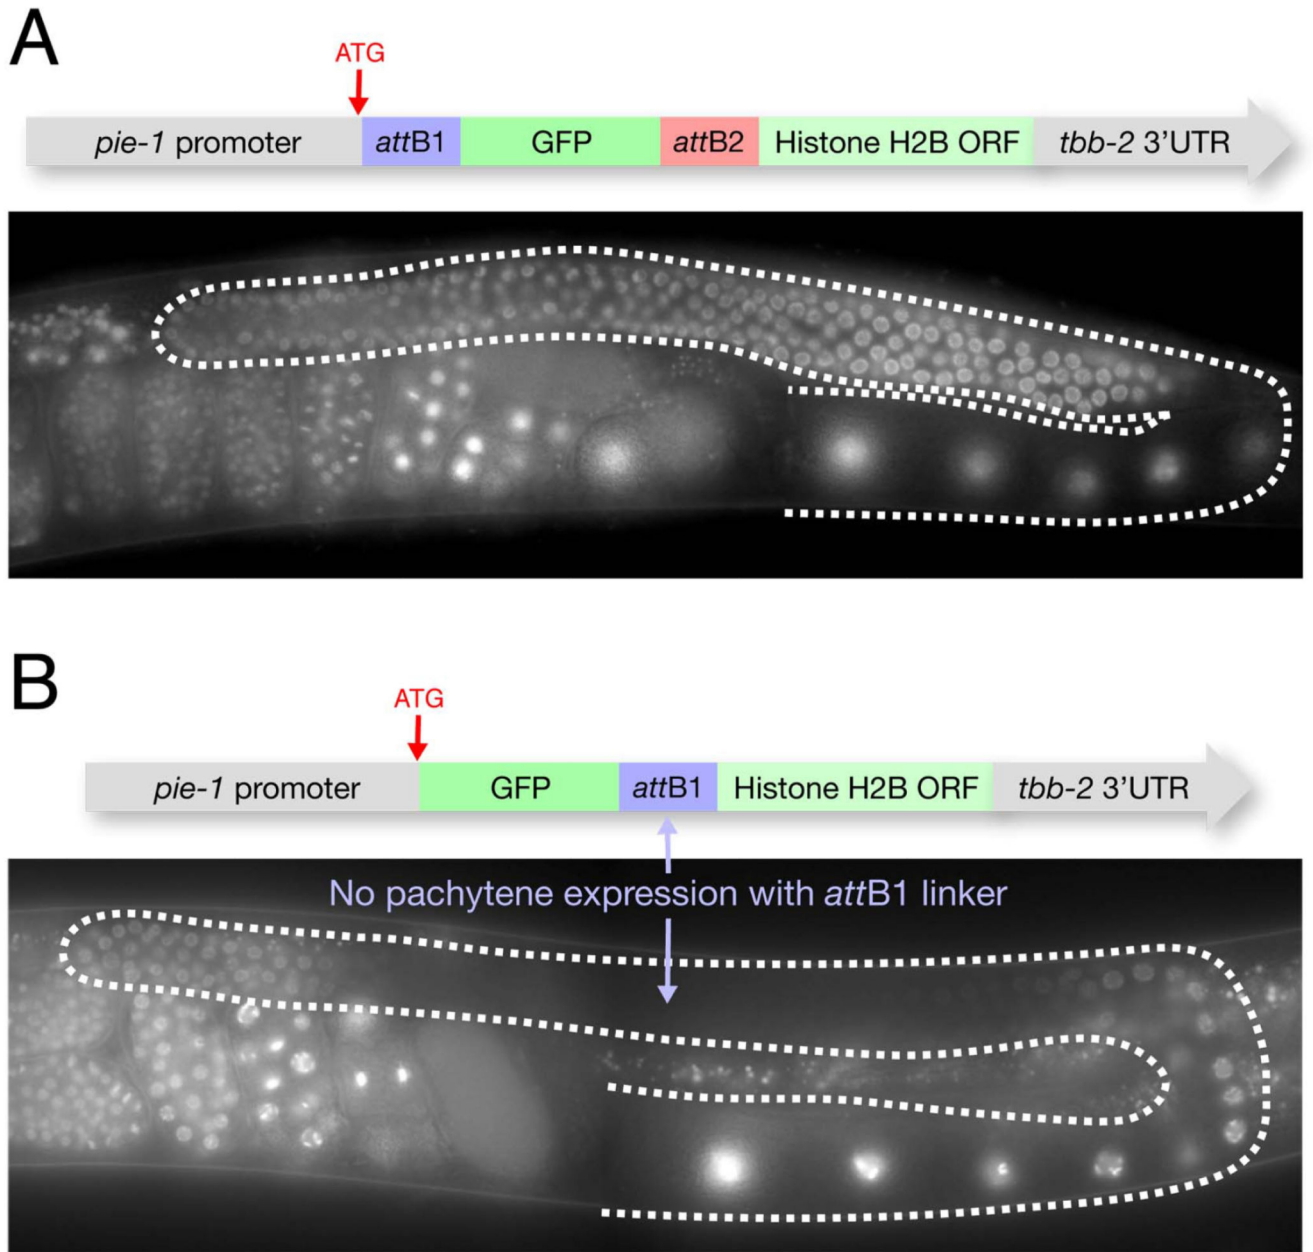 A
ATG
pie-1 promoter attB1 GFP attB2 Histone H2B ORF tbb-2 3'UTR
B
ATG
pie-1 promoter GFP attB1 Histone H2B ORF tbb-2 3'UTR
No pachytene expression with attB1 linker